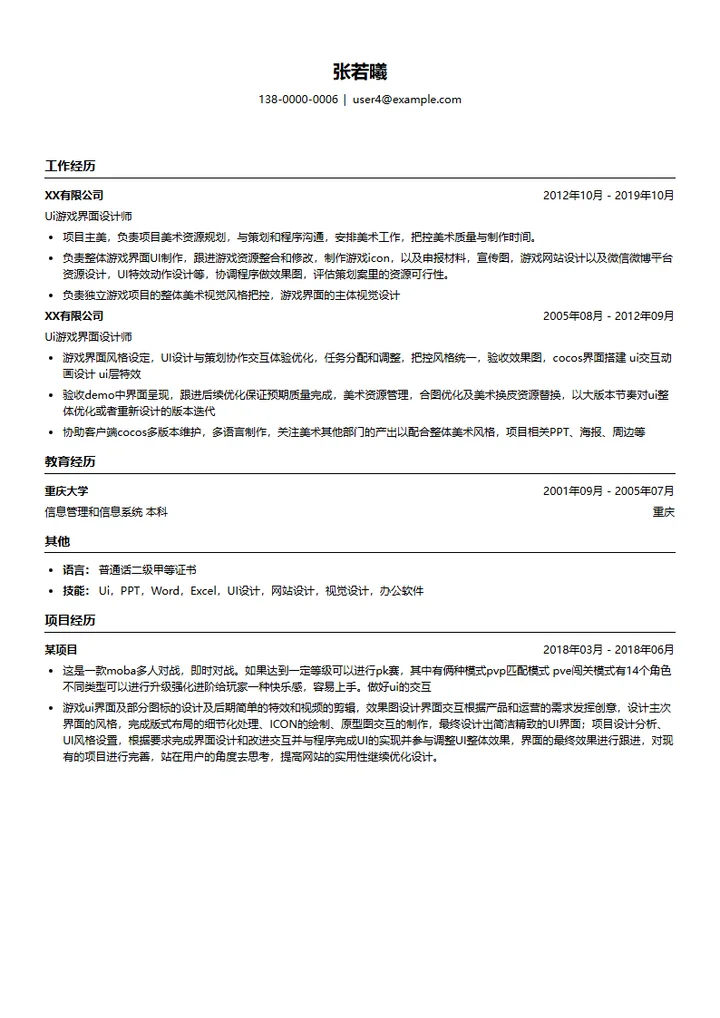 张若曦
138-0000-0006 | user4@example.com
工作经历
XX有限公司 2012年10月 - 2019年10月
Ui游戏界面设计师
• 项目主美，负责项目美术资源规划，与策划和程序沟通，安排美术工作，把控美术质量与制作时间。
• 负责整体游戏界面UI制作，跟进游戏资源整合和修改，制作游戏icon，以及申报材料，宣传图，游戏网站设计以及微信微博平台
资源设计，UI特效动作设计等，协调程序做效果图，评估策划案里的资源可行性。
• 负责独立游戏项目的整体美术视觉风格把控，游戏界面的主体视觉设计
XX有限公司 2005年08月 - 2012年09月
Ui游戏界面设计师
• 游戏界面风格设定，UI设计与策划协作交互体验优化，任务分配和调整，把控风格统一，验收效果图，cocos界面搭建 ui交互动
画设计 ui层特效
• 验收demo中界面呈现，跟进后续优化保证预期质量完成，美术资源管理，合图优化及美术换皮资源替换，以大版本节奏对ui整
体优化或者重新设计的版本迭代
• 协助客户端cocos多版本维护，多语言制作，关注美术其他部门的产出以配合整体美术风格，项目相关PPT、海报、周边等
教育经历
重庆大学 2001年09月 - 2005年07月
信息管理和信息系统 本科 重庆
其他
• 语言： 普通话二级甲等证书
• 技能： Ui，PPT，Word，Excel，UI设计，网站设计，视觉设计，办公软件
项目经历
某项目 2018年03月 - 2018年06月
• 这是一款moba多人对战，即时对战。如果达到一定等级可以进行pk赛，其中有俩种模式pvp匹配模式 pve闯关模式有14个角色
不同类型可以进行升级强化进阶给玩家一种快乐感，容易上手。做好ui的交互
• 游戏ui界面及部分图标的设计及后期简单的特效和视频的剪辑，效果图设计界面交互根据产品和运营的需求发挥创意，设计主次
界面的风格，完成版式布局的细节化处理、ICON的绘制、原型图交互的制作，最终设计出简洁精致的UI界面；项目设计分析、
UI风格设置，根据要求完成界面设计和改进交互并与程序完成UI的实现并参与调整UI整体效果，界面的最终效果进行跟进，对现
有的项目进行完善，站在用户的角度去思考，提高网站的实用性继续优化设计。